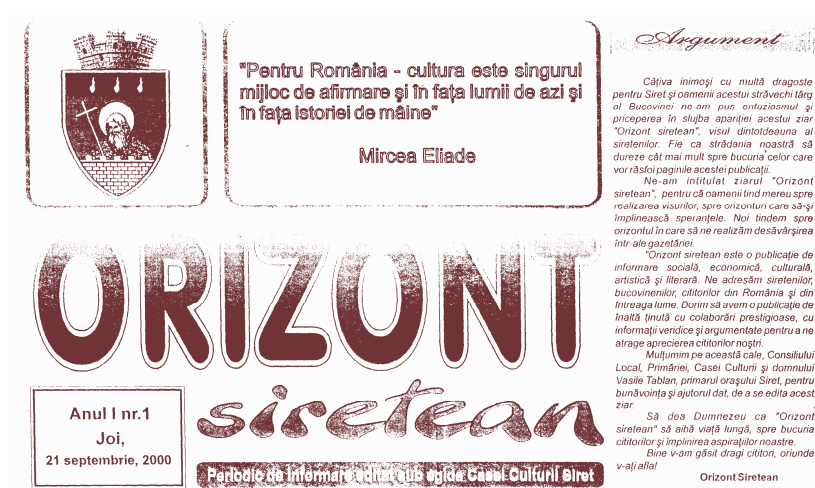 "Pentru România - cultura este singurul
mijloc de afirmare şi în faţa lumii de azi şi
în faţa istoriei de mâine"
Mircea Eliade
ORIZONT
siretean
Anul I nr.1
Joi,
21 septembrie, 2000
Periodic de informare editat sub egida Casei Culturii Siret
Argument
Câţiva inimoşi cu multă dragoste
pentru Siret şi oamenii acestui străvechi târg
al Bucovinei ne-am pus entuziasmul şi
priceperea în slujba apariţiei acestui ziar
"Orizont siretean", visul dintotdeauna al
siretenilor. Fie ca strădania noastră să
dureze cât mai mult spre bucuria celor care
vor răsfoi paginile acestei publicaţii.
Ne-am intitulat ziarul "Orizont
siretean", pentru că oamenii tind mereu spre
realizarea visurilor, spre orizonturi care să-şi
împlinească speranţele. Noi tindem spre
orizontul în care să ne realizăm desăvârşirea
într-ale gazetăriei.
"Orizont siretean este o publicaţie de
informare socială, economică, culturală,
artistică şi literară. Ne adresăm siretenilor,
bucovinenilor, cititorilor din România şi din
întreaga lume. Dorim să avem o publicaţie de
înaltă ţinută cu colaborări prestigioase, cu
informaţii veridice şi argumentate pentru a ne
atrage aprecierea cititorilor noştri.
Mulţumim pe această cale, Consiliului
Local, Primăriei, Casei Culturii şi domnului
Vasile Tablan, primarul oraşului Siret, pentru
bunăvoinţa şi ajutorul dat, de a se edita acest
ziar.
Să dea Dumnezeu ca "Orizont
siretean" să aibă viaţă lungă, spre bucuria
cititorilor şi împlinirea aspiraţiilor noastre.
Bine v-am găsit dragi cititori, oriunde
v-aţi afla!
Orizont Siretean